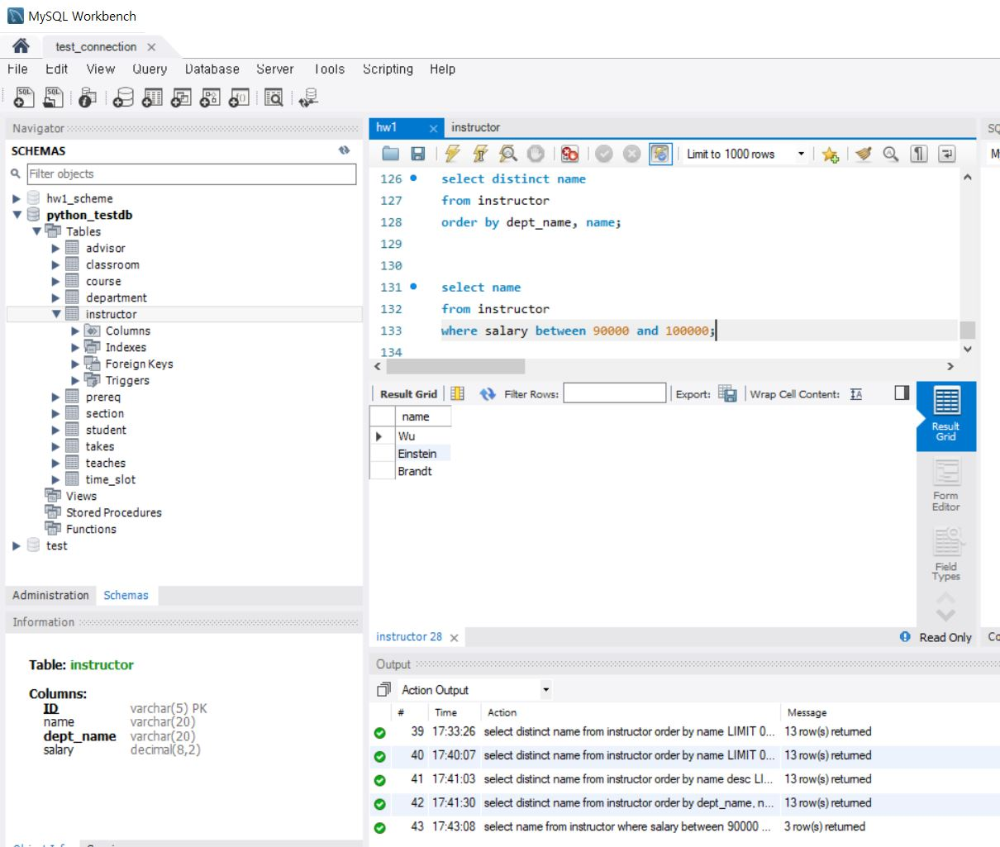 MySQL Workbench
test_connection
File Edit View Query Database Server Tools Scripting Help
Navigator
SCHEMAS
Filter objects
hw1_scheme
python_testdb
Tables
advisor
classroom
course
department
instructor
Columns
Indexes
Foreign Keys
Triggers
prereq
section
student
takes
teaches
time_slot
Views
Stored Procedures
Functions
test
Administration Schemas
Information
Table: instructor
Columns:
ID varchar(5) PK
name varchar(20)
dept_name varchar(20)
salary decimal(8,2)
hw1 instructor
Limit to 1000 rows
126 select distinct name
127 from instructor
128 order by dept_name, name;
129
130
131 select name
132 from instructor
133 where salary between 90000 and 100000;
134
Result Grid Filter Rows: Export: Wrap Cell Content:
name
Wu
Einstein
Brandt
Result
Grid
Form
Editor
Field
Types
instructor 28 Read Only
Output
Action Output
# Time Action Message
39 17:33:26 select distinct name from instructor order by name LIMIT 0... 13 row(s) returned
40 17:40:07 select distinct name from instructor order by name LIMIT 0... 13 row(s) returned
41 17:41:03 select distinct name from instructor order by name desc LI... 13 row(s) returned
42 17:41:30 select distinct name from instructor order by dept_name, n... 13 row(s) returned
43 17:43:08 select name from instructor where salary between 90000 ... 3 row(s) returned